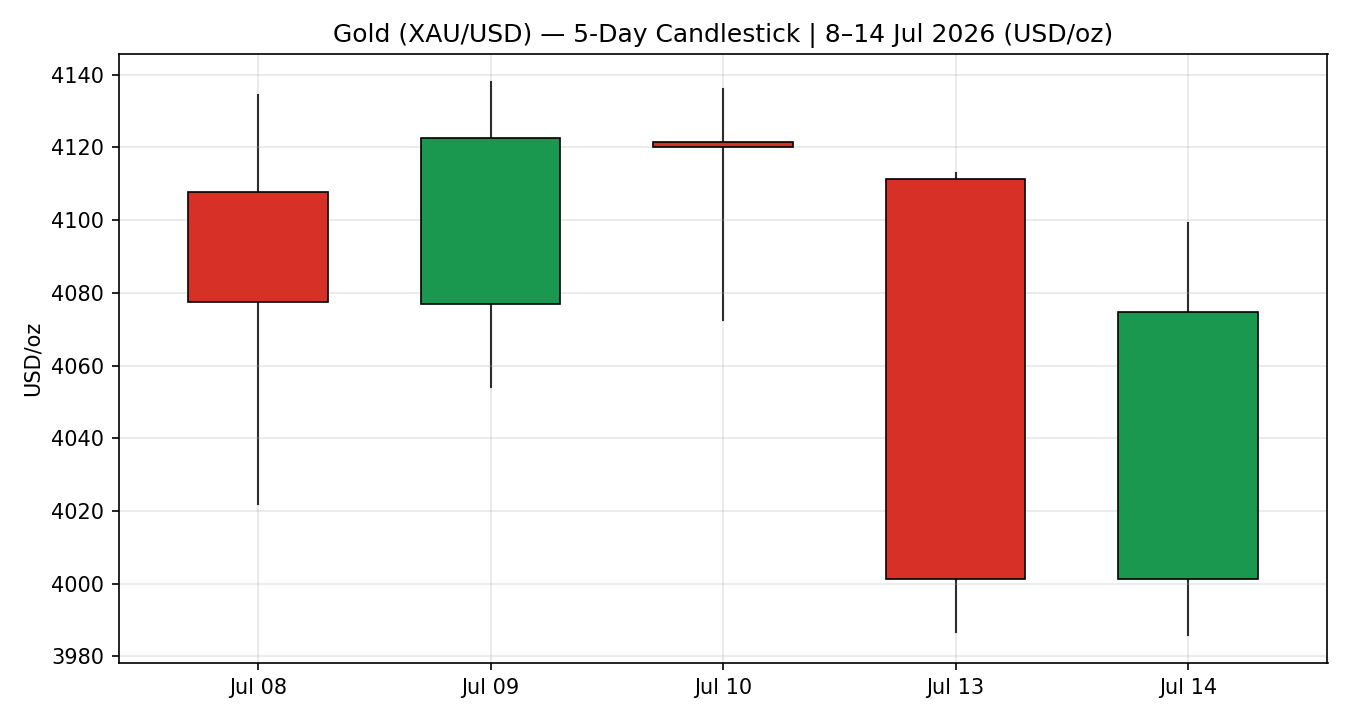 Gold (XAU/USD) — 5-Day Candlestick | 8–14 Jul 2026 (USD/oz)
4140
4120
4100
4080
4060
4040
4020
4000
3980
USD/oz
Jul 08
Jul 09
Jul 10
Jul 13
Jul 14